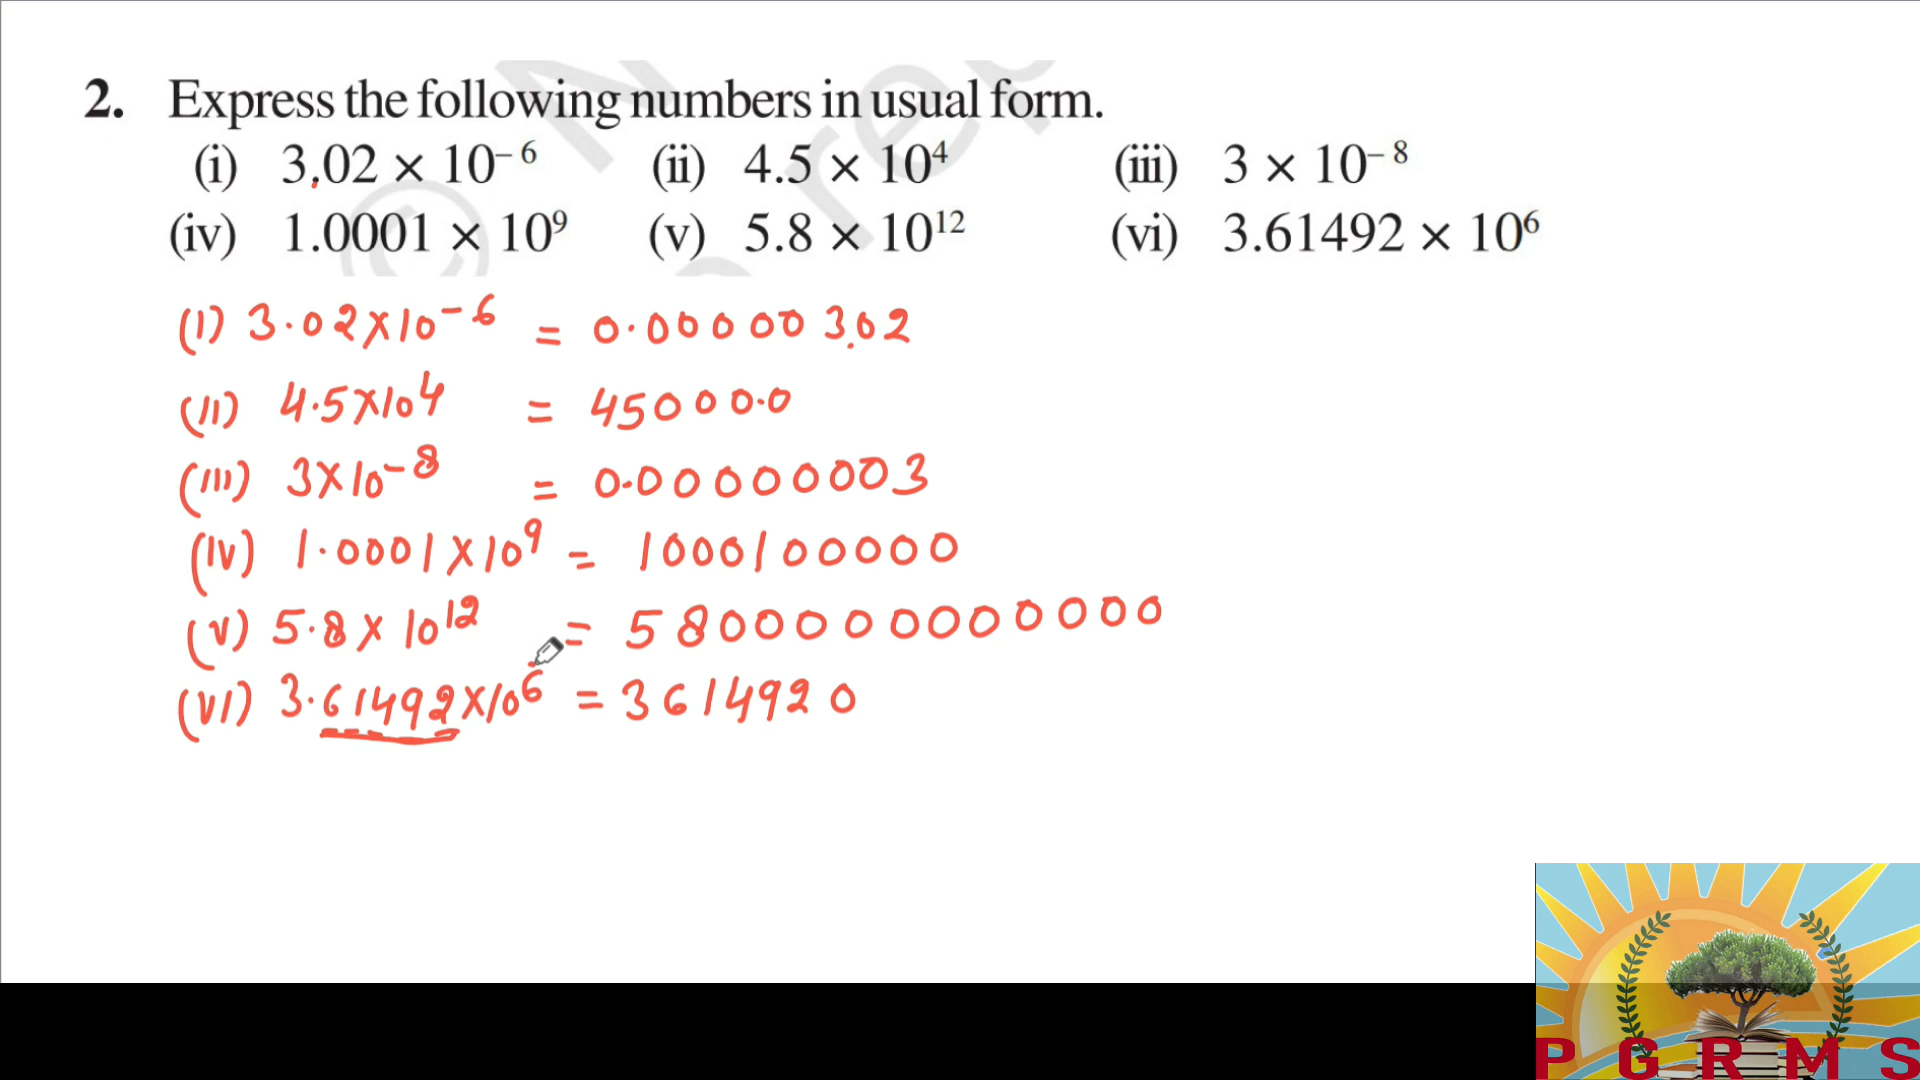 2. Express the following numbers in usual form.
(i) 3.02 × 10⁻⁶ (ii) 4.5 × 10⁴ (iii) 3 × 10⁻⁸
(iv) 1.0001 × 10⁹ (v) 5.8 × 10¹² (vi) 3.61492 × 10⁶
(I) 3.02×10⁻⁶ = 0.000003.02
(II) 4.5×10⁴ = 45000.0
(III) 3×10⁻⁸ = 0.00000003
(IV) 1.0001×10⁹ = 1000100000
(V) 5.8×10¹² = 5800000000000
(VI) 3.61492×10⁶ = 3614920
P G R M S